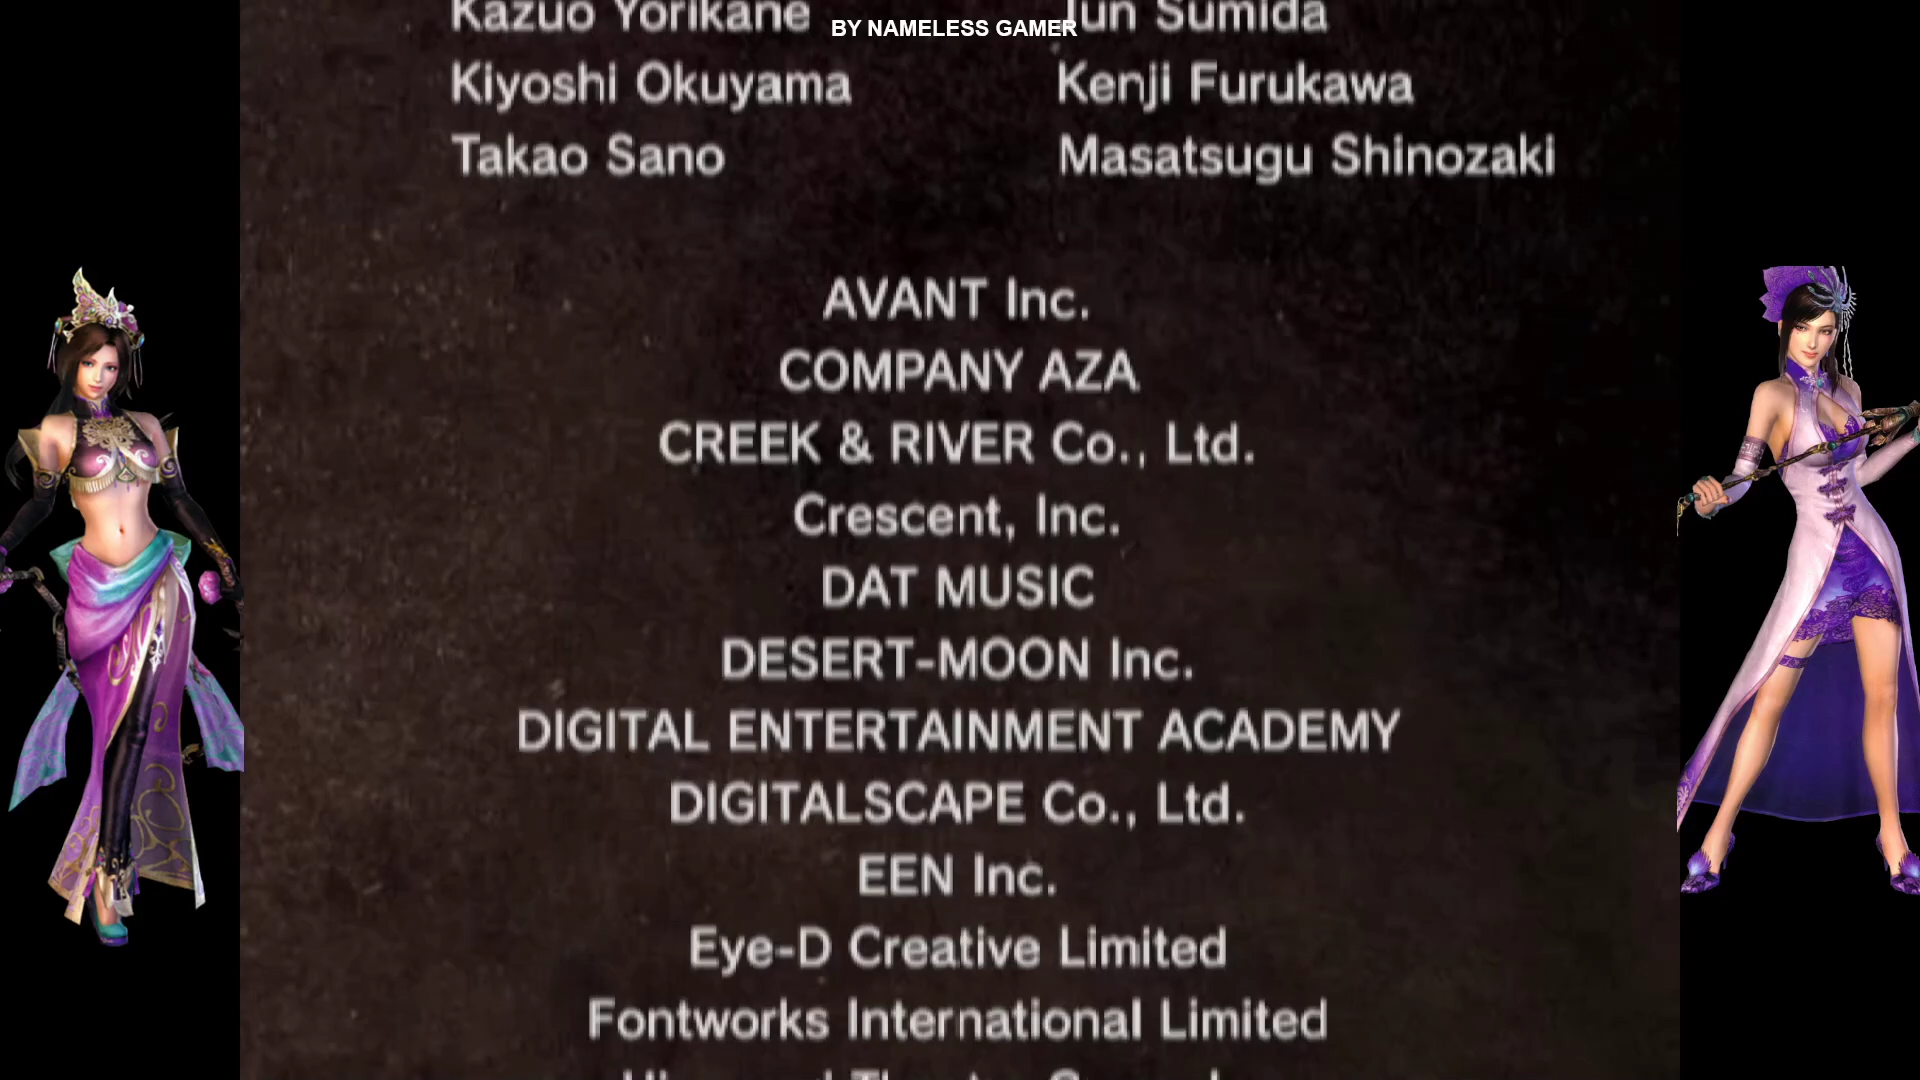 Kazuo Yorikane Jun Sumida
BY NAMELESS GAMER
Kiyoshi Okuyama Kenji Furukawa
Takao Sano Masatsugu Shinozaki
AVANT Inc.
COMPANY AZA
CREEK & RIVER Co., Ltd.
Crescent, Inc.
DAT MUSIC
DESERT-MOON Inc.
DIGITAL ENTERTAINMENT ACADEMY
DIGITALSCAPE Co., Ltd.
EEN Inc.
Eye-D Creative Limited
Fontworks International Limited